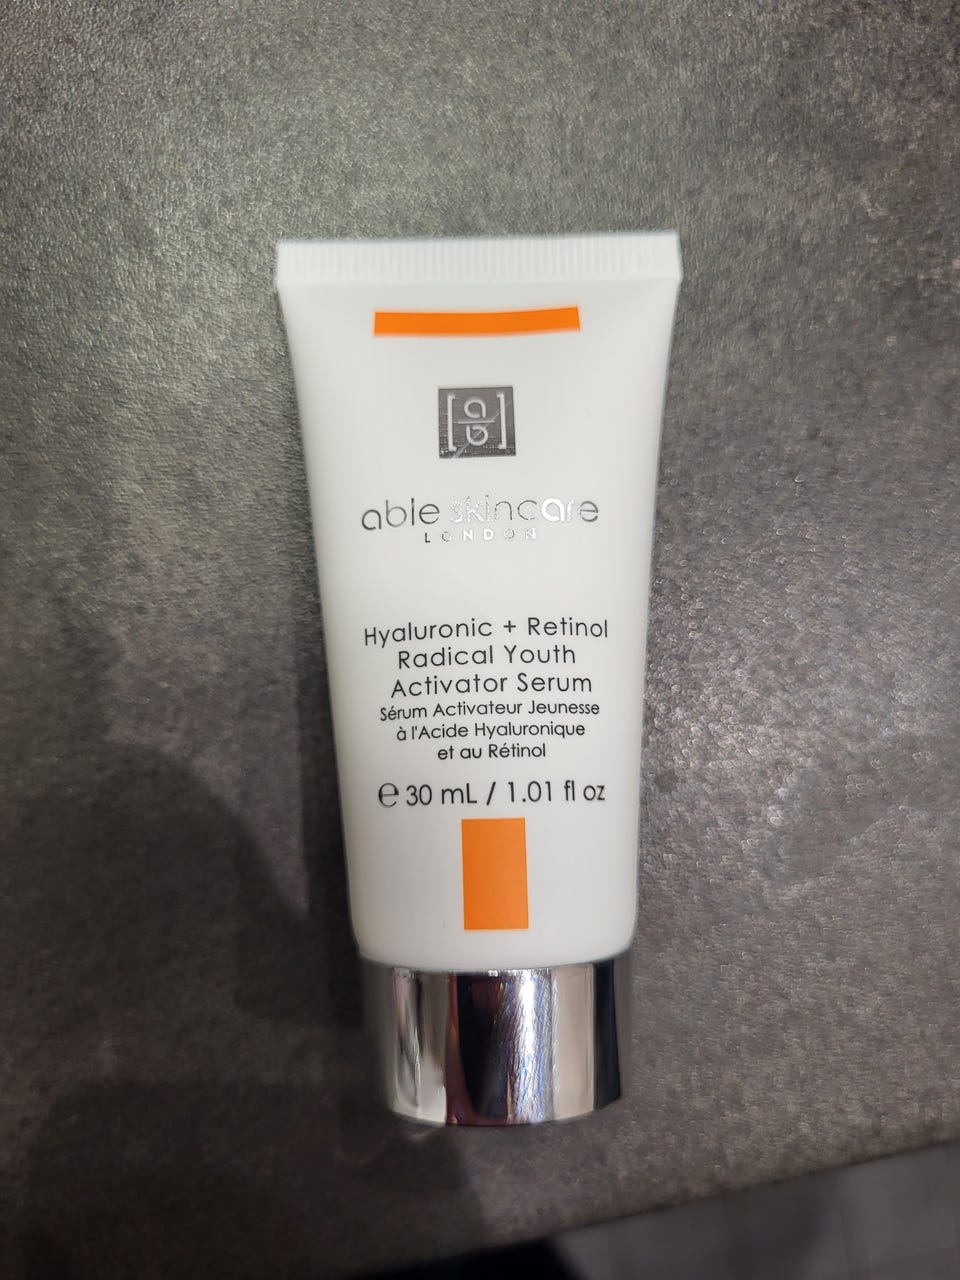 [a b]
able skincare
LONDON
Hyaluronic + Retinol
Radical Youth
Activator Serum
Sérum Activateur Jeunesse
à l'Acide Hyaluronique
et au Rétinol
℮ 30 mL / 1.01 fl oz